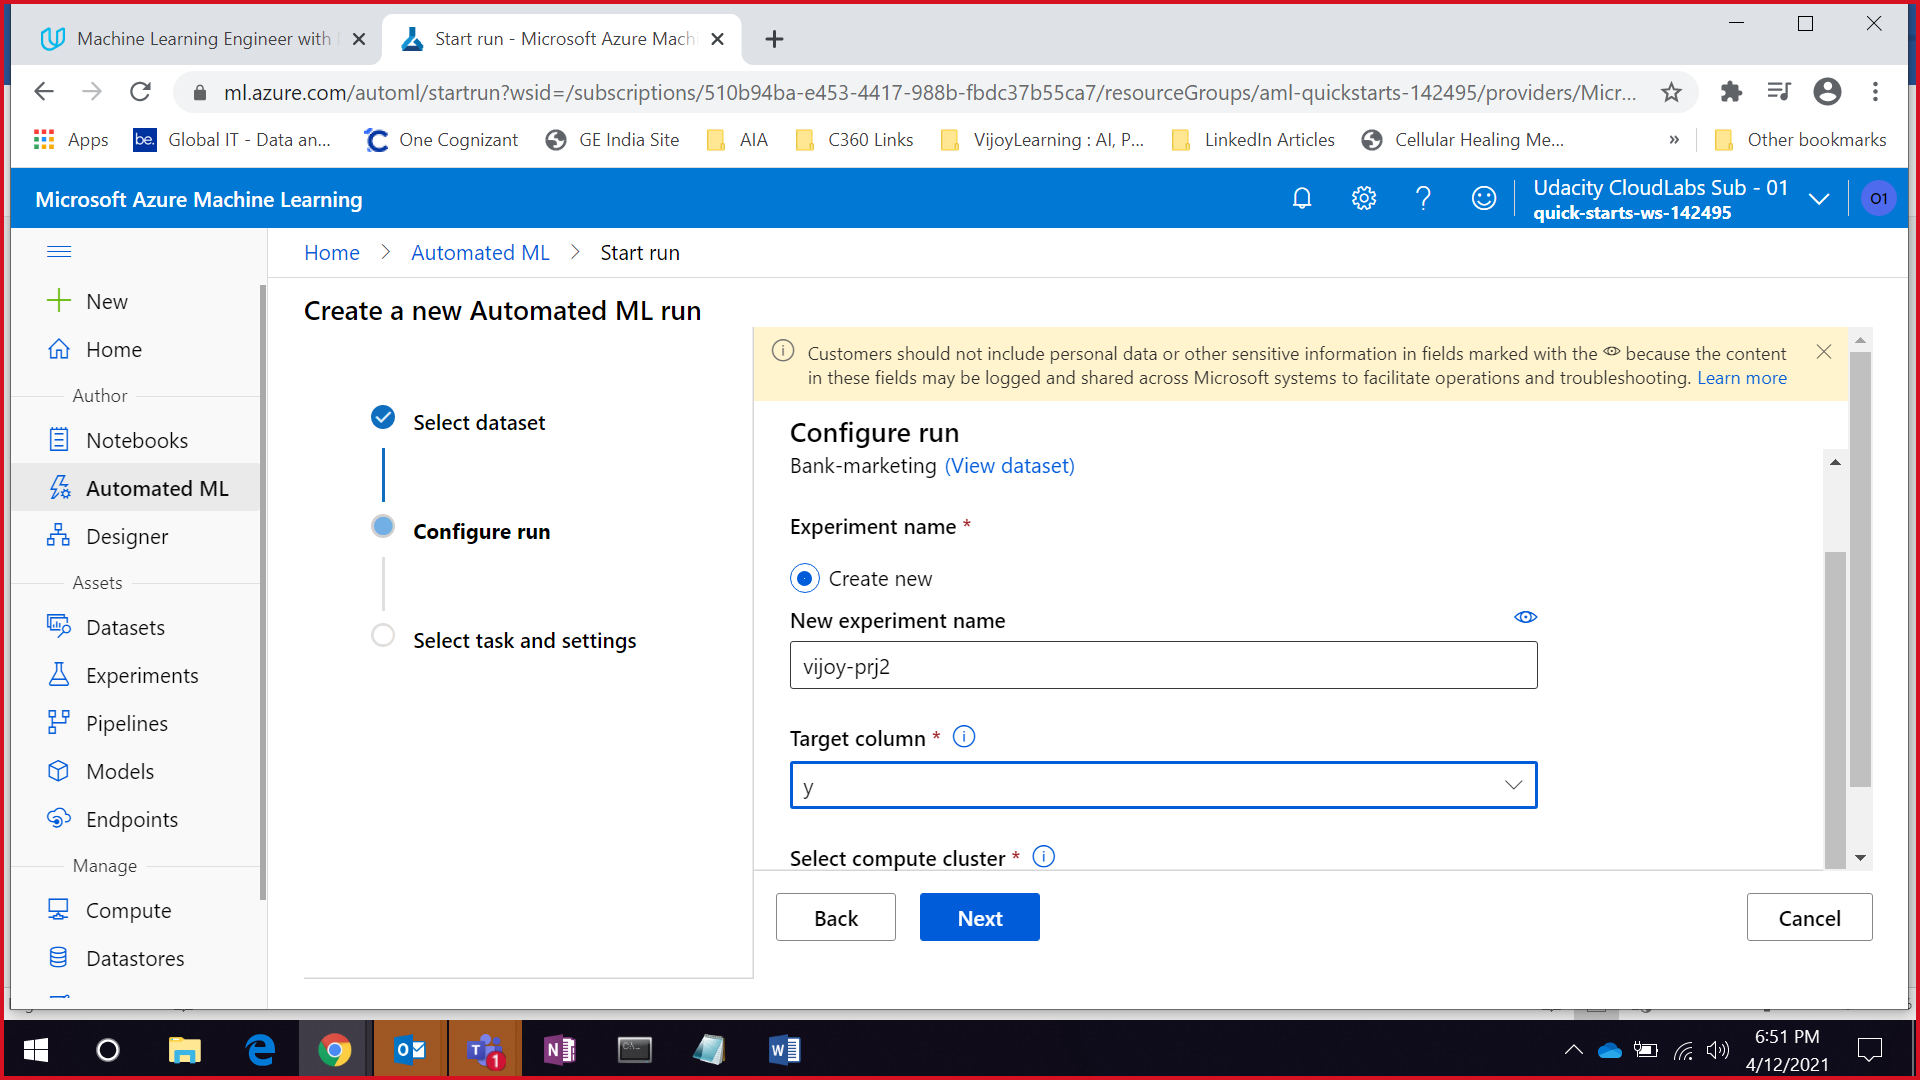 Machine Learning Engineer with
Start run - Microsoft Azure Mach
ml.azure.com/automl/startrun?wsid=/subscriptions/510b94ba-e453-4417-988b-fbdc37b55ca7/resourceGroups/aml-quickstarts-142495/providers/Micr...
Apps
be.
Global IT - Data an...
One Cognizant
GE India Site
AIA
C360 Links
VijoyLearning : AI, P...
LinkedIn Articles
Cellular Healing Me...
»
Other bookmarks
Microsoft Azure Machine Learning
Udacity CloudLabs Sub - 01
quick-starts-ws-142495
O1
Home > Automated ML > Start run
New
Home
Author
Notebooks
Automated ML
Designer
Assets
Datasets
Experiments
Pipelines
Models
Endpoints
Manage
Compute
Datastores
Create a new Automated ML run
Select dataset
Configure run
Select task and settings
Customers should not include personal data or other sensitive information in fields marked with the because the content
in these fields may be logged and shared across Microsoft systems to facilitate operations and troubleshooting. Learn more
Configure run
Bank-marketing (View dataset)
Experiment name *
Create new
New experiment name
vijoy-prj2
Target column *
y
Select compute cluster *
Back
Next
Cancel
1
6:51 PM
4/12/2021